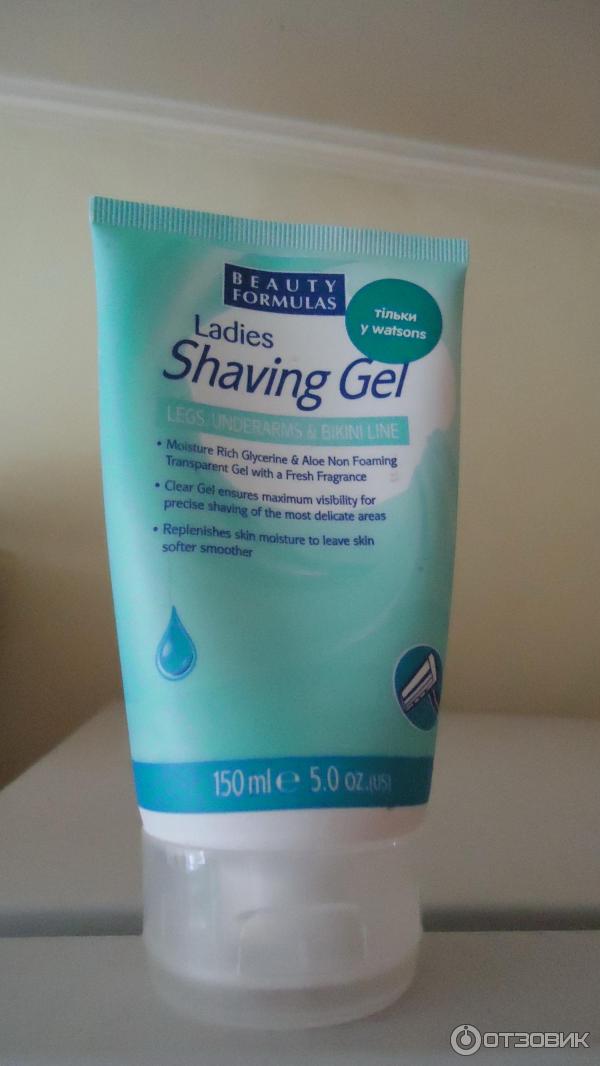 BEAUTY
FORMULAS
тільки
у watsons
Ladies
Shaving Gel
LEGS, UNDERARMS & BIKINI LINE
• Moisture Rich Glycerine & Aloe Non Foaming
Transparent Gel with a Fresh Fragrance
• Clear Gel ensures maximum visibility for
precise shaving of the most delicate areas
• Replenishes skin moisture to leave skin
softer smoother
150 ml e 5.0 oz.(US)
ОТЗОВИК